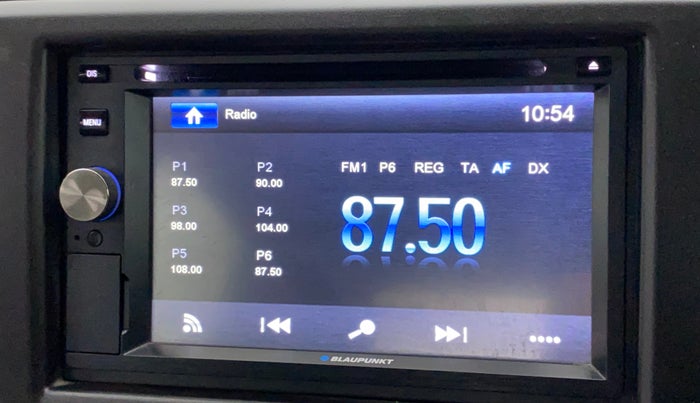 DIS
MENU
Radio
10:54
P1
87.50
P2
90.00
P3
98.00
P4
104.00
P5
108.00
P6
87.50
FM1 P6 REG TA AF DX
87.50
BLAUPUNKT